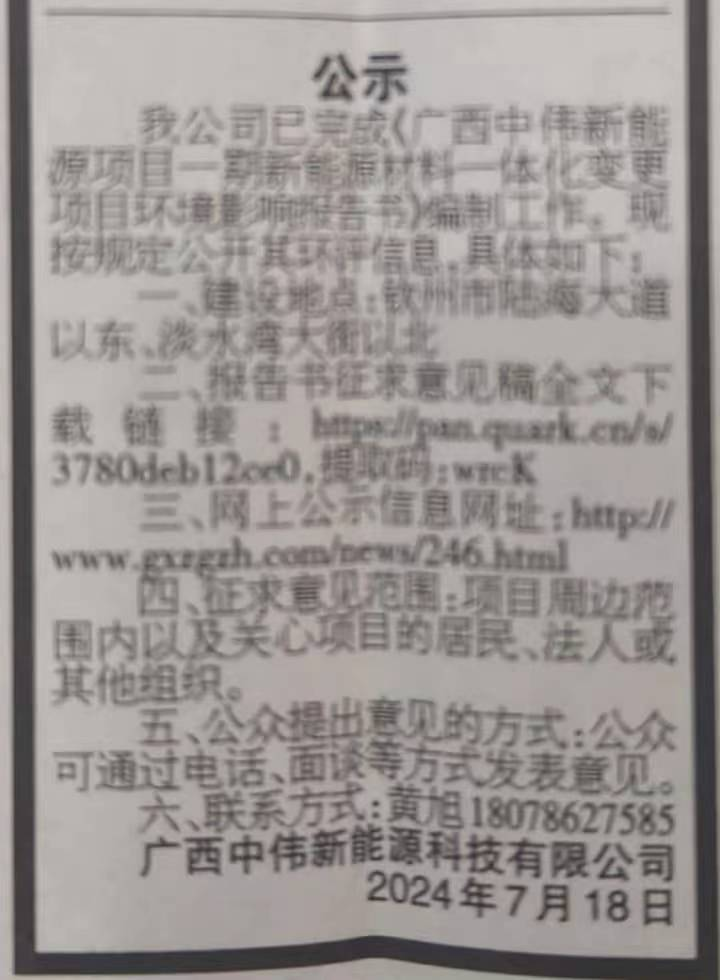 公示
我公司已完成《广西中伟新能
源项目一期新能源材料一体化变更
项目环境影响报告书》编制工作。现
按规定公开其环评信息,具体如下:
一、建设地点:钦州市陆海大道
以东、淡水湾大街以北
二、报告书征求意见稿全文下
载链接:https://pan.quark.cn/s/
3780deb12ce0,提取码:wrcK
三、网上公示信息网址:http://
www.gxzgzh.com/news/246.html
四、征求意见范围:项目周边范
围内以及关心项目的居民、法人或
其他组织。
五、公众提出意见的方式:公众
可通过电话、面谈等方式发表意见。
六、联系方式:黄旭18078627585
广西中伟新能源科技有限公司
2024年7月18日